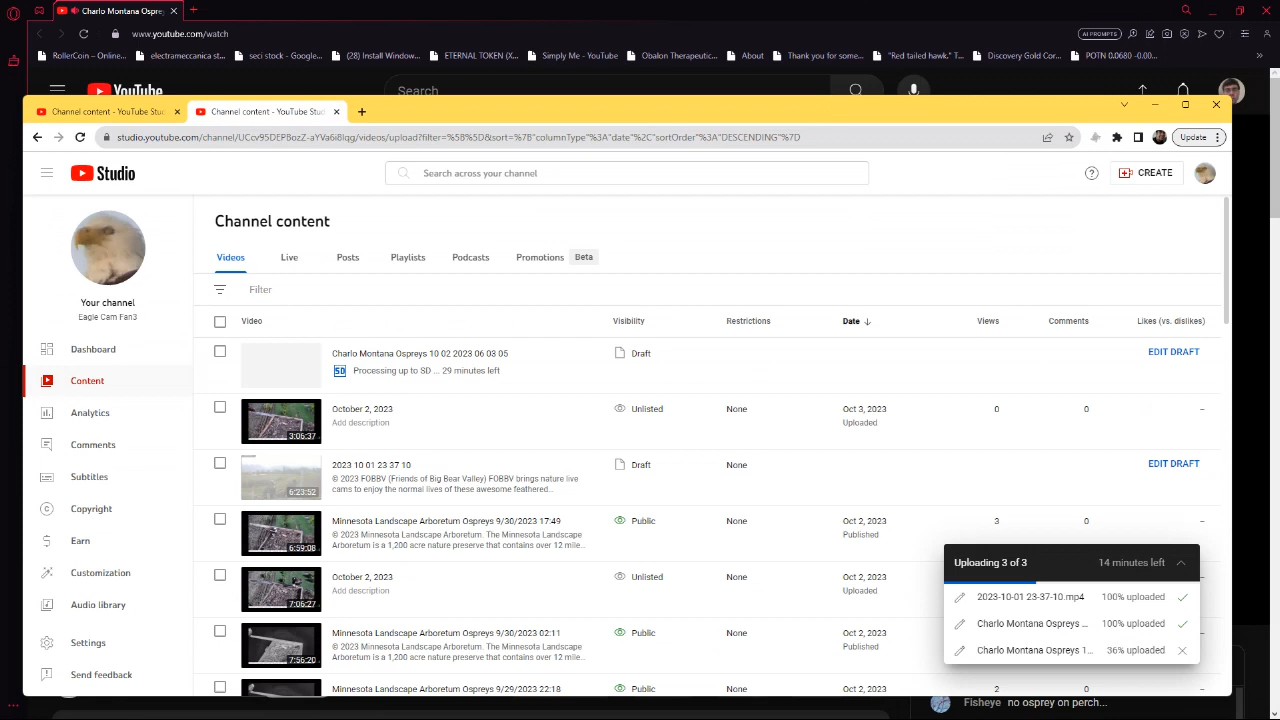 Charlo Montana Osprey
www.youtube.com/watch
AI PROMPTS
RollerCoin – Online...
electrameccanica st...
seci stock - Google...
(28) Install Window...
ETERNAL TOKEN (X...
Simply Me - YouTube
Obalon Therapeutic...
About
Thank you for some...
"Red tailed hawk." T...
Discovery Gold Cor...
POTN 0.0680 -0.00...
YouTube
Search
Channel content - YouTube Stud
Channel content - YouTube Stud
studio.youtube.com/channel/UCcv95DEPBozZ-aYVa6iBlqg/videos/upload?filter=%5B%5D&sort=%7B"columnType"%3A"date"%2C"sortOrder"%3A"DESCENDING"%7D
Update
Studio
Search across your channel
CREATE
Your channel
Eagle Cam Fan3
Dashboard
Content
Analytics
Comments
Subtitles
Copyright
Earn
Customization
Audio library
Settings
Send feedback
Channel content
Videos
Live
Posts
Playlists
Podcasts
Promotions
Beta
Filter
Video
Visibility
Restrictions
Date
Views
Comments
Likes (vs. dislikes)
Charlo Montana Ospreys 10 02 2023 06 03 05
SD
Processing up to SD ... 29 minutes left
Draft
EDIT DRAFT
3:06:37
October 2, 2023
Add description
Unlisted
None
Oct 3, 2023
Uploaded
0
0
–
6:23:52
2023 10 01 23 37 10
© 2023 FOBBV (Friends of Big Bear Valley) FOBBV brings nature live
cams to enjoy the normal lives of these awesome feathered...
Draft
None
EDIT DRAFT
6:59:08
Minnesota Landscape Arboretum Ospreys 9/30/2023 17:49
© 2023 Minnesota Landscape Arboretum. The Minnesota Landscape
Arboretum is a 1,200 acre nature preserve that contains over 12 mile...
Public
None
Oct 2, 2023
Published
3
0
–
7:06:27
October 2, 2023
Add description
Unlisted
None
Oct 2, 2023
Uploaded
7:56:20
Minnesota Landscape Arboretum Ospreys 9/30/2023 02:11
© 2023 Minnesota Landscape Arboretum. The Minnesota Landscape
Arboretum is a 1,200 acre nature preserve that contains over 12 mile...
Public
None
Oct 2, 2023
Published
Minnesota Landscape Arboretum Ospreys 9/29/2023 22:18
Public
None
Oct 2, 2023
2
0
–
Uploading 3 of 3
14 minutes left
2023-10-01 23-37-10.mp4
100% uploaded
Charlo Montana Ospreys ...
100% uploaded
Charlo Montana Ospreys 1...
36% uploaded
Fisheye no osprey on perch...